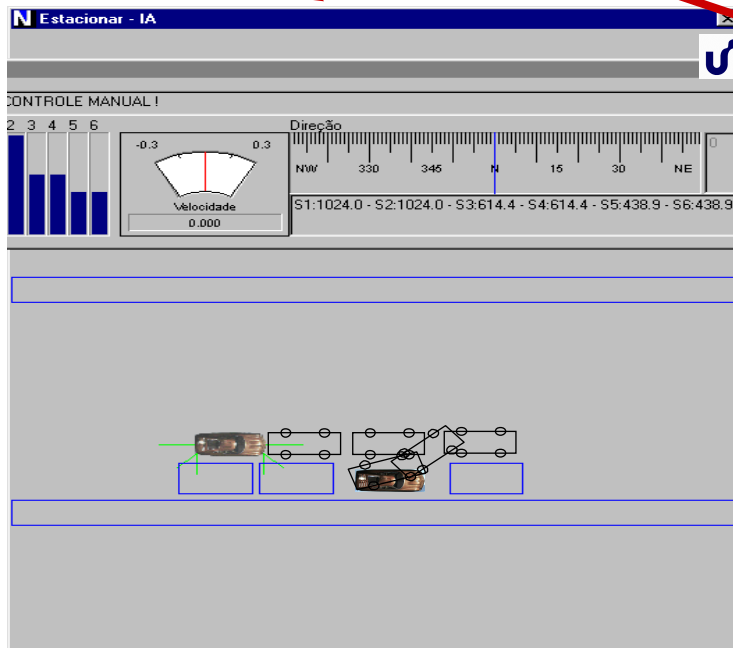 N Estacionar - IA
CONTROLE MANUAL !
2 3 4 5 6
-0.3 0.3
Velocidade
0.000
Direção
NW 330 345 N 15 30 NE
0
S1:1024.0 - S2:1024.0 - S3:614.4 - S4:614.4 - S5:438.9 - S6:438.9